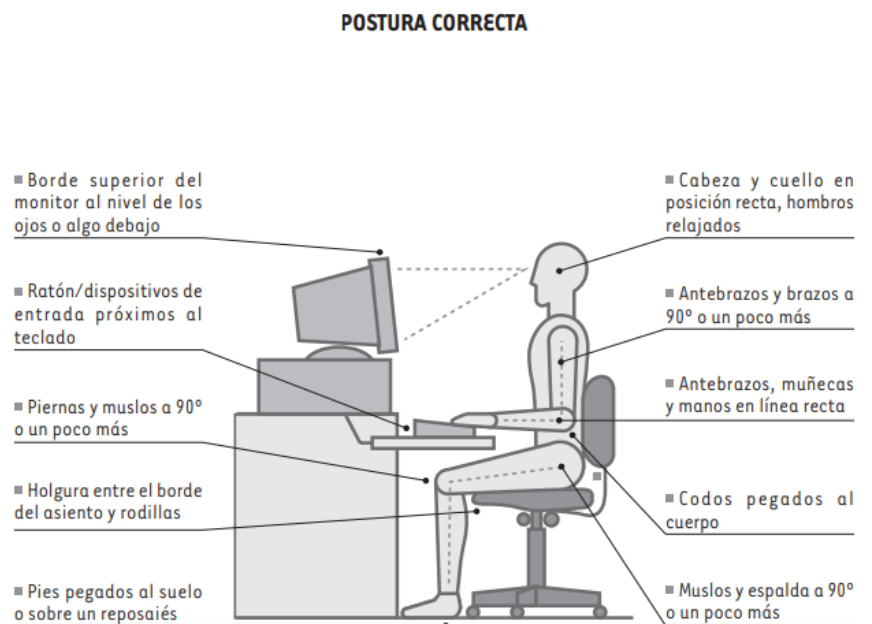 POSTURA CORRECTA
Borde superior del
monitor al nivel de los
ojos o algo debajo
Ratón/dispositivos de
entrada próximos al
teclado
Piernas y muslos a 90º
o un poco más
Holgura entre el borde
del asiento y rodillas
Pies pegados al suelo
o sobre un reposaiés
Cabeza y cuello en
posición recta, hombros
relajados
Antebrazos y brazos a
90º o un poco más
Antebrazos, muñecas
y manos en línea recta
Codos pegados al
cuerpo
Muslos y espalda a 90º
o un poco más